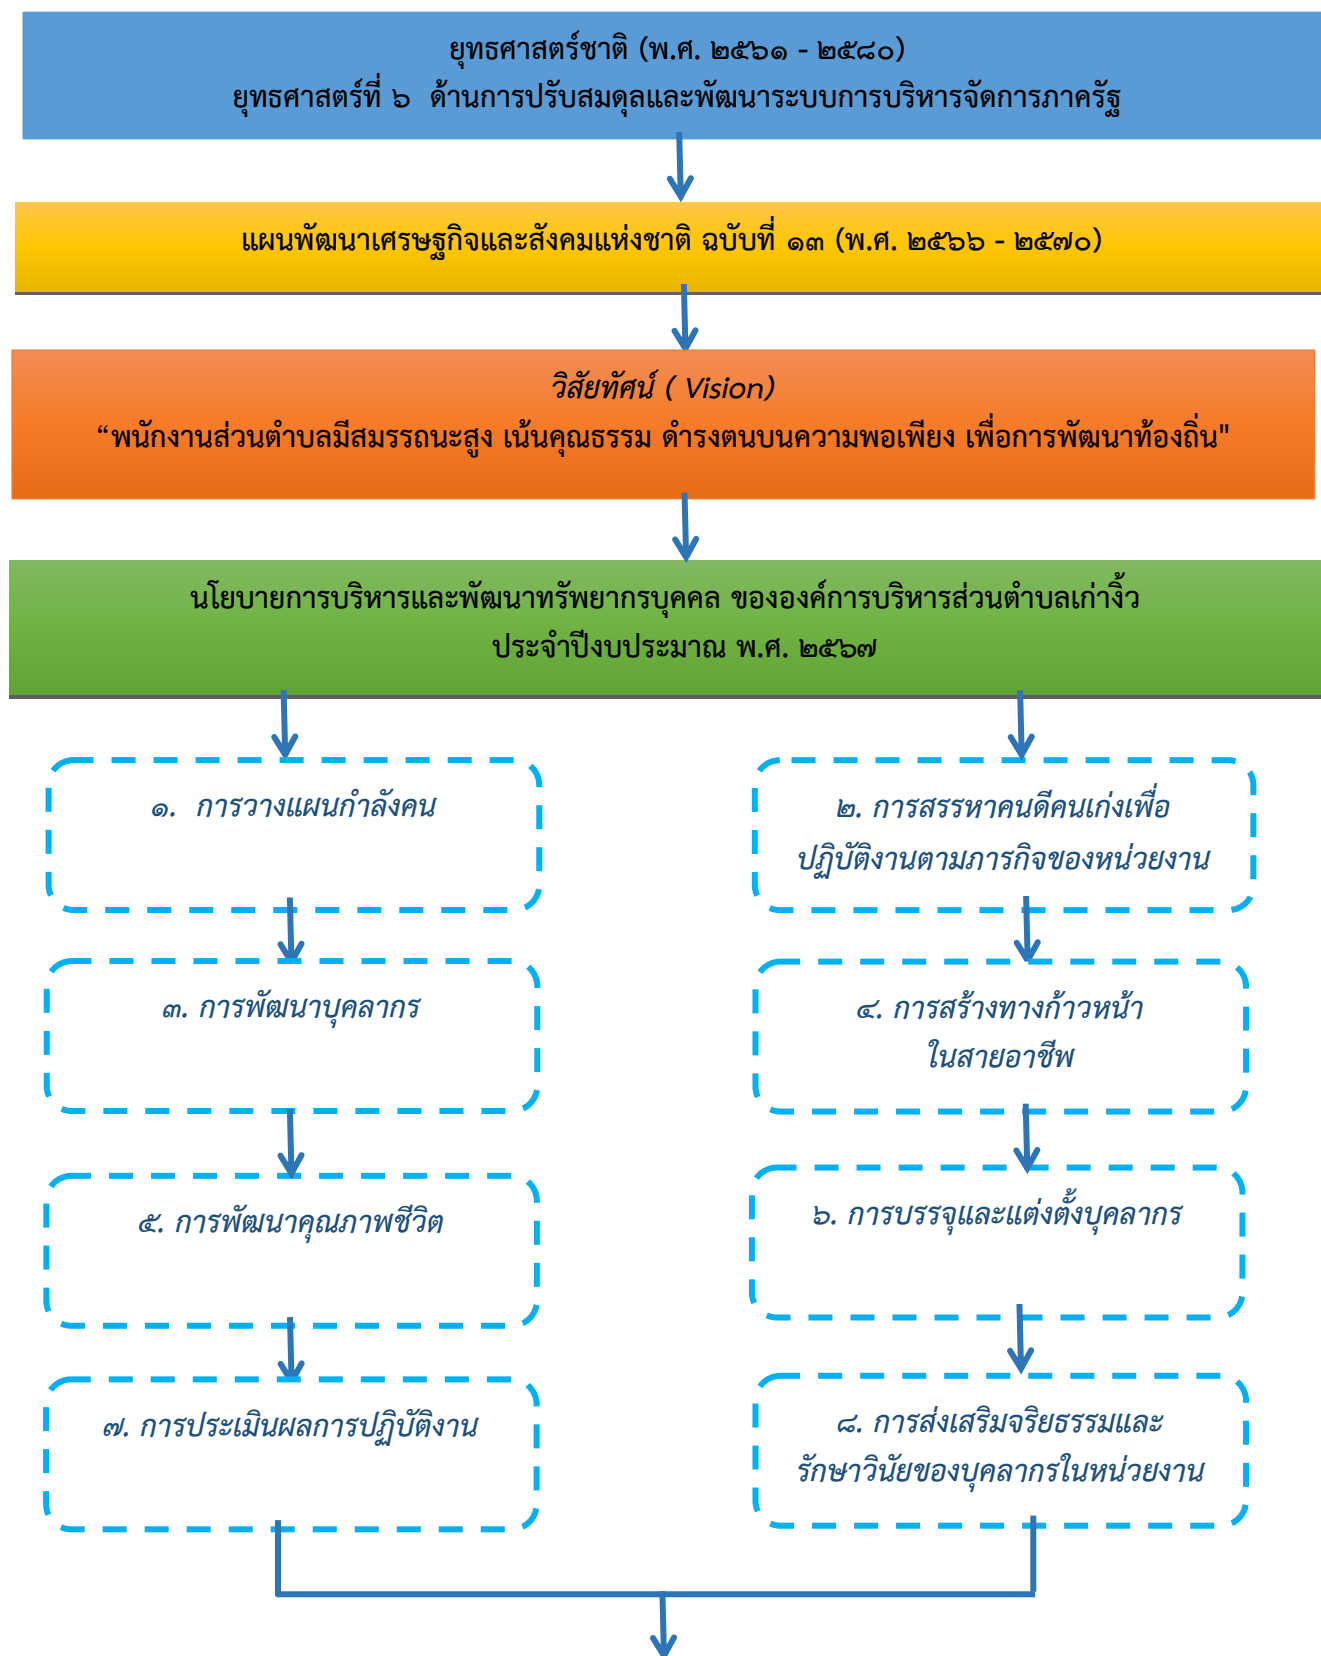 ยุทธศาสตร์ชาติ (พ.ศ. ๒๕๖๑ - ๒๕๘๐)
ยุทธศาสตร์ที่ ๖ ด้านการปรับสมดุลและพัฒนาระบบการบริหารจัดการภาครัฐ
แผนพัฒนาเศรษฐกิจและสังคมแห่งชาติ ฉบับที่ ๑๓ (พ.ศ. ๒๕๖๖ - ๒๕๗๐)
วิสัยทัศน์ ( Vision)
“พนักงานส่วนตำบลมีสมรรถนะสูง เน้นคุณธรรม ดำรงตนบนความพอเพียง เพื่อการพัฒนาท้องถิ่น"
นโยบายการบริหารและพัฒนาทรัพยากรบุคคล ขององค์การบริหารส่วนตำบลเก่างิ้ว
ประจำปีงบประมาณ พ.ศ. ๒๕๖๗
๑. การวางแผนกำลังคน
๒. การสรรหาคนดีคนเก่งเพื่อ
ปฏิบัติงานตามภารกิจของหน่วยงาน
๓. การพัฒนาบุคลากร
๔. การสร้างทางก้าวหน้า
ในสายอาชีพ
๕. การพัฒนาคุณภาพชีวิต
๖. การบรรจุและแต่งตั้งบุคลากร
๗. การประเมินผลการปฏิบัติงาน
๘. การส่งเสริมจริยธรรมและ
รักษาวินัยของบุคลากรในหน่วยงาน